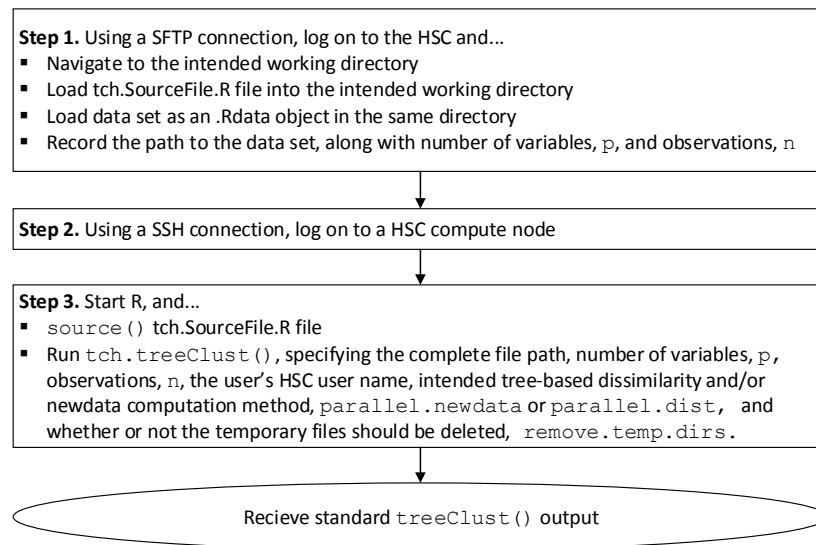 Step 1. Using a SFTP connection, log on to the HSC and...
▪ Navigate to the intended working directory
▪ Load tch.SourceFile.R file into the intended working directory
▪ Load data set as an .Rdata object in the same directory
▪ Record the path to the data set, along with number of variables, p, and observations, n
Step 2. Using a SSH connection, log on to a HSC compute node
Step 3. Start R, and...
▪ source() tch.SourceFile.R file
▪ Run tch.treeClust(), specifying the complete file path, number of variables, p,
observations, n, the user's HSC user name, intended tree-based dissimilarity and/or
newdata computation method, parallel.newdata or parallel.dist, and
whether or not the temporary files should be deleted, remove.temp.dirs.
Recieve standard treeClust() output